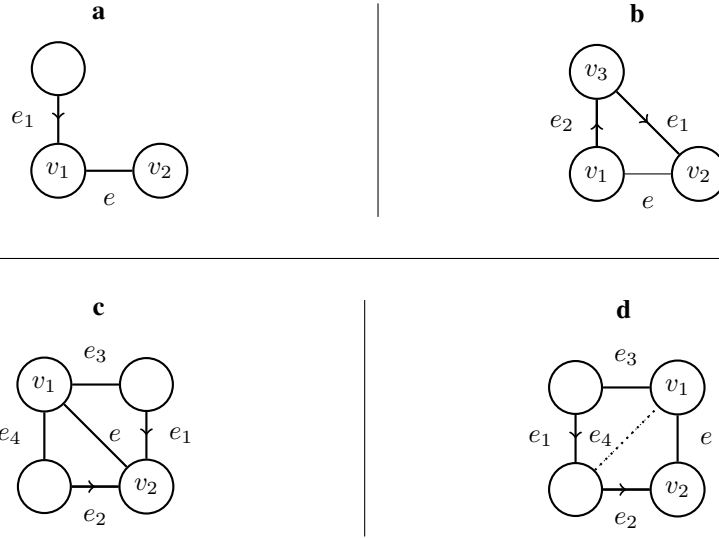 a
e₁
v₁
v₂
e
b
v₃
e₂
e₁
v₁
v₂
e
c
e₃
v₁
e₄
e
e₁
v₂
e₂
d
e₃
v₁
e₁
e₄
e
v₂
e₂